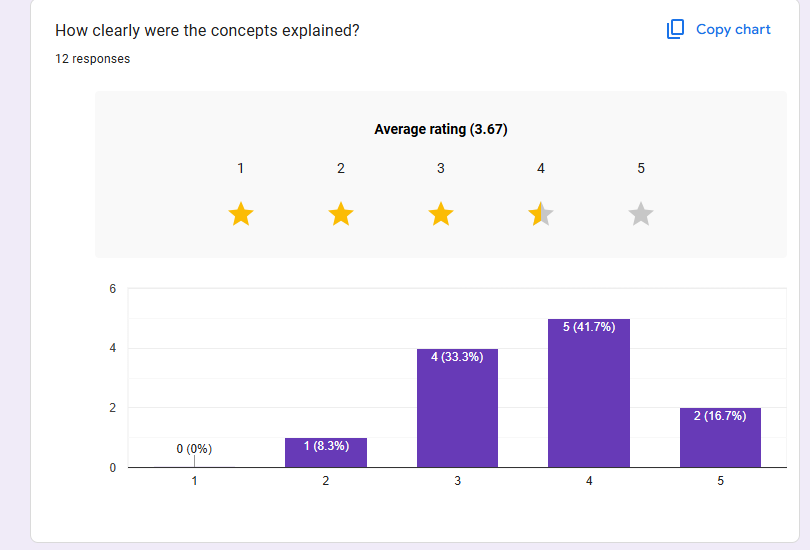 How clearly were the concepts explained?
Copy chart
12 responses
Average rating (3.67)
1 2 3 4 5
6
4
2
0
0 (0%)
1 (8.3%)
4 (33.3%)
5 (41.7%)
2 (16.7%)
1 2 3 4 5